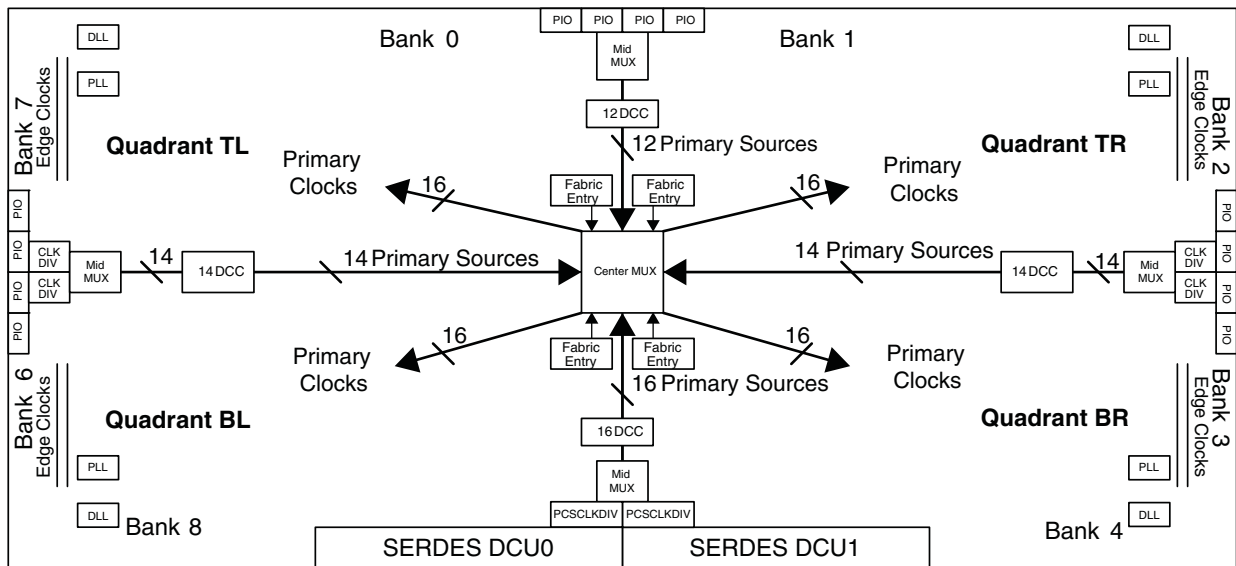 DLL
Bank 0
PIO PIO PIO PIO
Bank 1
DLL
Mid
MUX
PLL
PLL
Bank 7
Edge Clocks
Bank 2
Edge Clocks
12 DCC
Quadrant TL
12 Primary Sources
Quadrant TR
Primary
Clocks
16
Fabric
Entry
Fabric
Entry
16
Primary
Clocks
PIO
PIO
PIO
PIO
CLK
DIV
CLK
DIV
Mid
MUX
14
14 DCC
14 Primary Sources
Center MUX
14 Primary Sources
14 DCC
14
Mid
MUX
CLK
DIV
CLK
DIV
PIO
PIO
PIO
PIO
Primary
Clocks
16
Fabric
Entry
Fabric
Entry
16
Primary
Clocks
16 Primary Sources
Bank 6
Edge Clocks
Bank 3
Edge Clocks
Quadrant BL
16 DCC
Quadrant BR
PLL
Mid
MUX
PLL
DLL
Bank 8
PCSCLKDIV PCSCLKDIV
Bank 4
DLL
SERDES DCU0
SERDES DCU1